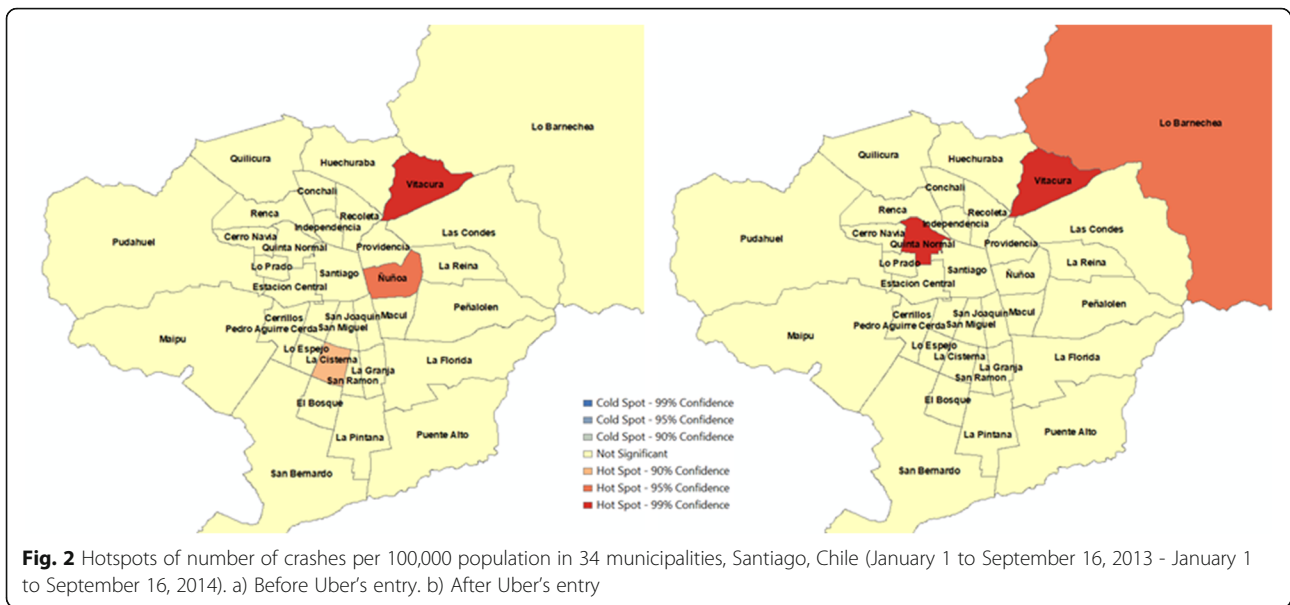 Lo Barnechea
Quilicura
Huechuraba
Vitacura
Conchali
Renca
Recoleta
Independencia
Las Condes
Pudahuel
Cerro Navia
Quinta Normal
Providencia
Lo Prado
Santiago
La Reina
Ñuñoa
Estacion Central
Peñalolen
Cerrillos
San Joaquin
Macul
Pedro Aguirre Cerda
San Miguel
Maipu
Lo Espejo
La Cisterna
La Florida
La Granja
San Ramon
El Bosque
La Pintana
Puente Alto
San Bernardo
Cold Spot - 99% Confidence
Cold Spot - 95% Confidence
Cold Spot - 90% Confidence
Not Significant
Hot Spot - 90% Confidence
Hot Spot - 95% Confidence
Hot Spot - 99% Confidence
Lo Barnechea
Quilicura
Huechuraba
Vitacura
Conchali
Renca
Recoleta
Independencia
Las Condes
Pudahuel
Cerro Navia
Quinta Normal
Providencia
Lo Prado
Santiago
La Reina
Ñuñoa
Estacion Central
Peñalolen
Cerrillos
San Joaquin
Macul
Pedro Aguirre Cerda
San Miguel
Maipu
Lo Espejo
La Cisterna
La Florida
La Granja
San Ramon
El Bosque
La Pintana
Puente Alto
San Bernardo
Fig. 2 Hotspots of number of crashes per 100,000 population in 34 municipalities, Santiago, Chile (January 1 to September 16, 2013 - January 1
to September 16, 2014). a) Before Uber's entry. b) After Uber's entry